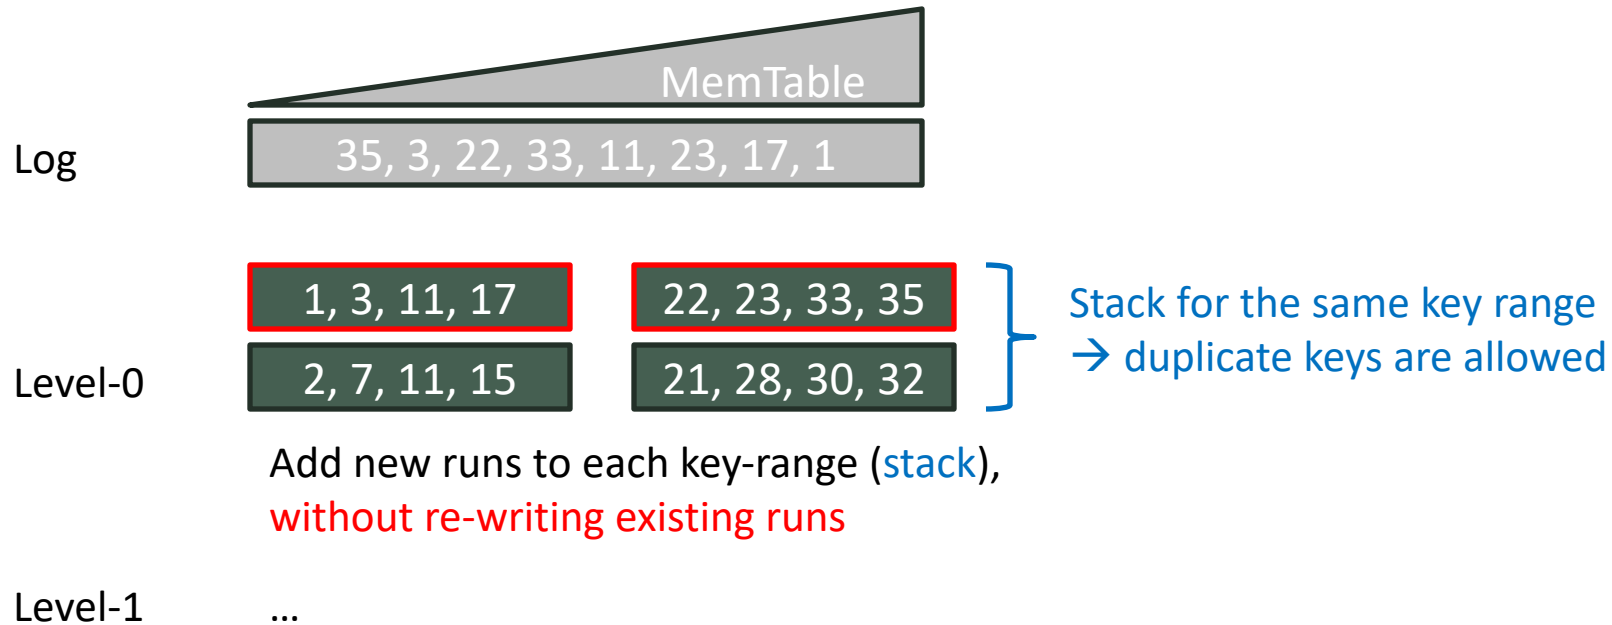 MemTable
Log
35, 3, 22, 33, 11, 23, 17, 1
1, 3, 11, 17
22, 23, 33, 35
Stack for the same key range
→ duplicate keys are allowed
Level-0
2, 7, 11, 15
21, 28, 30, 32
Add new runs to each key-range (stack),
without re-writing existing runs
Level-1
...